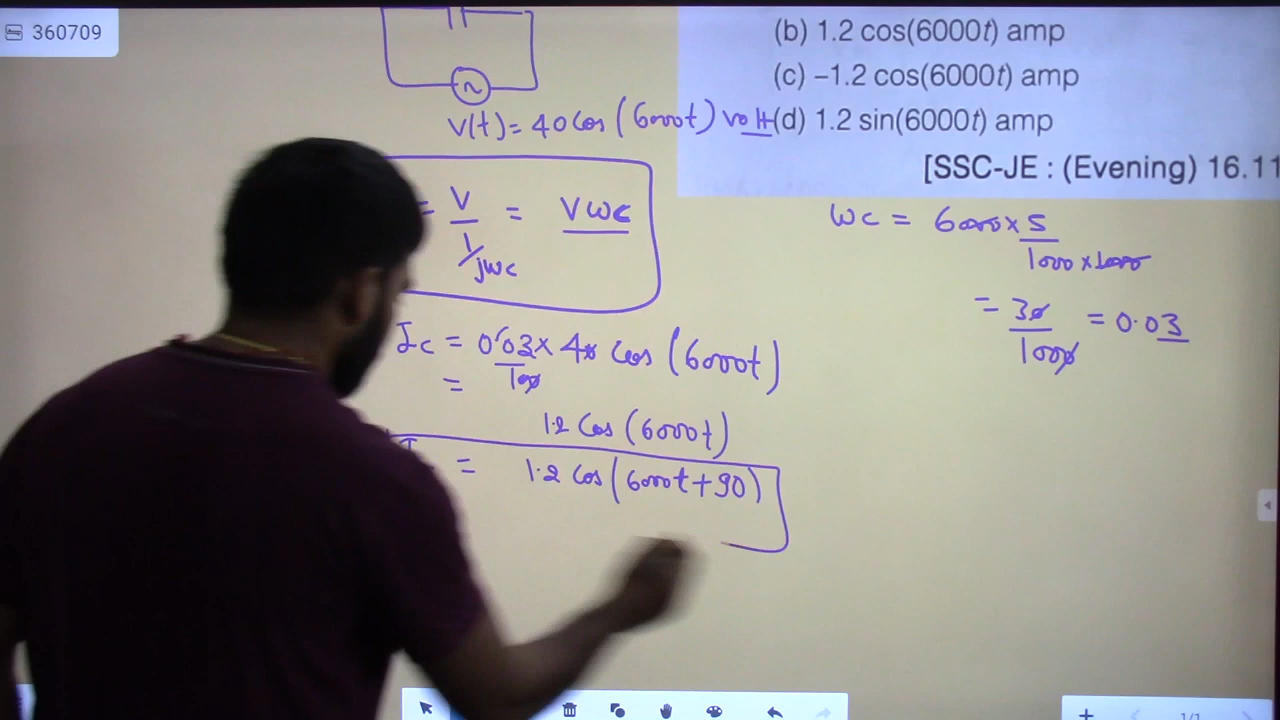 360709
(b) 1.2 cos(6000t) amp
(c) −1.2 cos(6000t) amp
(d) 1.2 sin(6000t) amp
[SSC-JE : (Evening) 16.11
V(t) = 40 cos (6000t) volt
= V / 1/jwc = Vwc
wc = 6000 × 5 / 1000 × 1000
= 30 / 1000 = 0.03
Ic = 0.03 × 40 cos (6000t)
= 100
1.2 cos (6000t)
= 1.2 cos (6000t + 90)
1/1